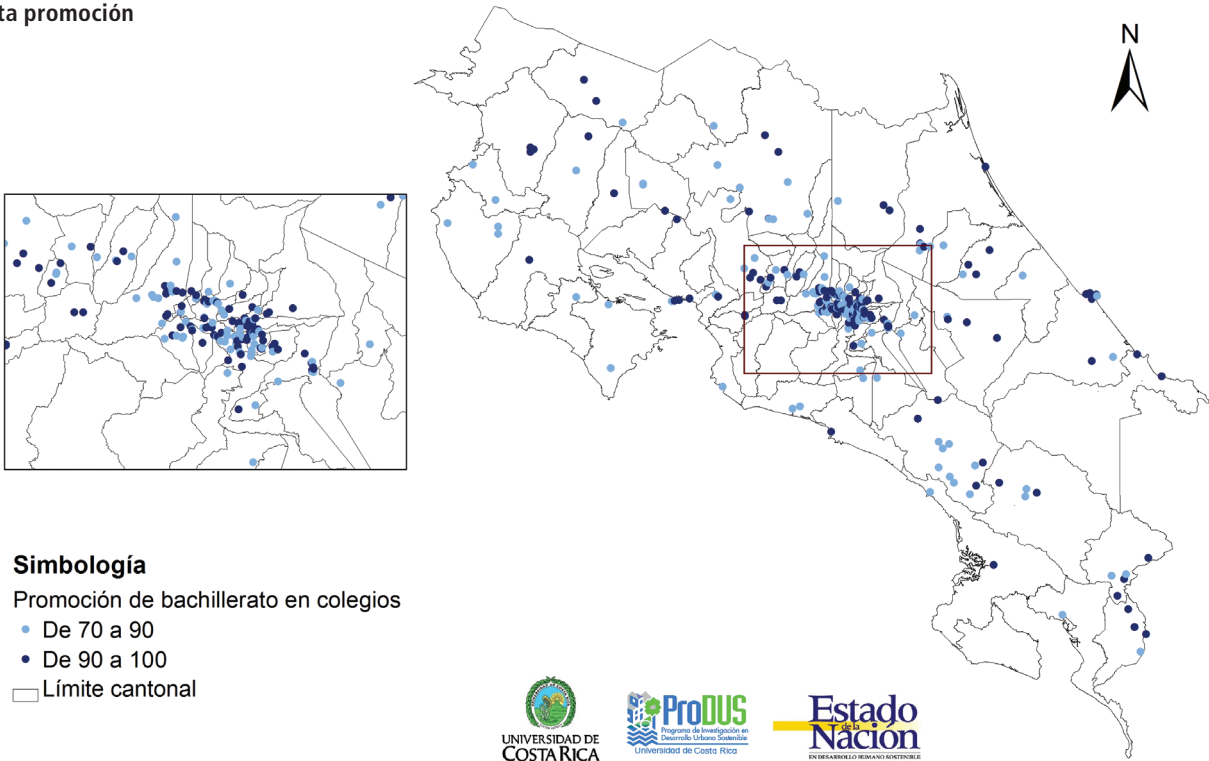 ta promoción
N
Simbología
Promoción de bachillerato en colegios
De 70 a 90
De 90 a 100
Límite cantonal
UNIVERSIDAD DE
COSTA RICA
ProDUS
Programa de Investigación en
Desarrollo Urbano Sostenible
Universidad de Costa Rica
Estado
de la
Nación
EN DESARROLLO HUMANO SOSTENIBLE